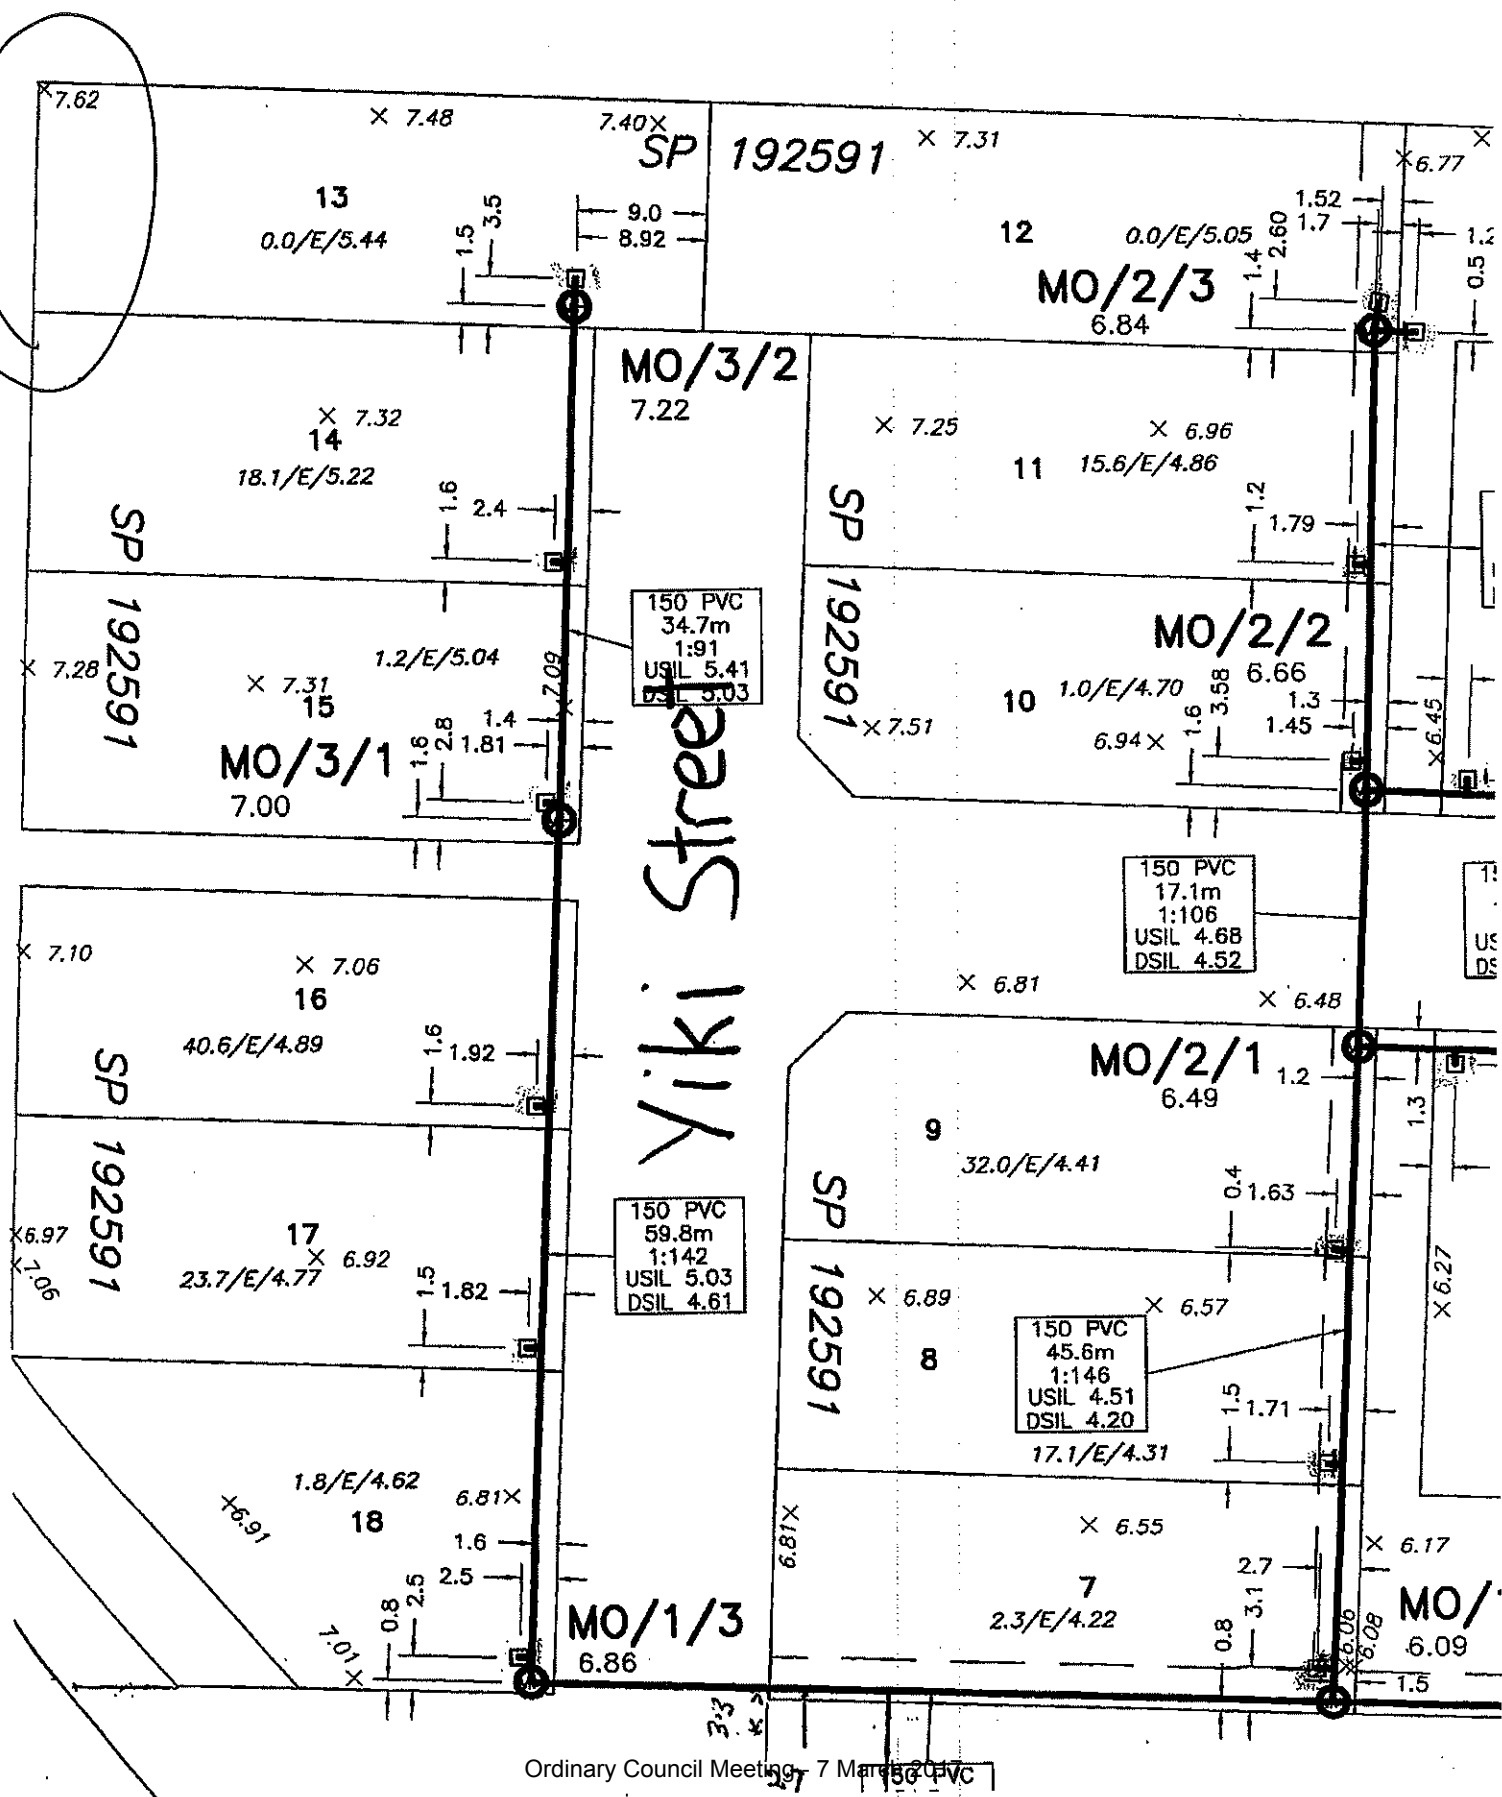 7.62
7.48
7.40
SP 192591
7.31
6.77
13
0.0/E/5.44
3.5
1.5
9.0
8.92
12
0.0/E/5.05
1.52
1.7
2.60
1.4
0.5
MO/2/3
6.84
MO/3/2
7.22
7.32
14
18.1/E/5.22
1.6
2.4
7.25
6.96
11
15.6/E/4.86
1.2
1.79
SP 192591
SP 192591
150 PVC
34.7m
1:91
USIL 5.41
DSIL 5.03
7.28
7.31
15
1.2/E/5.04
7.09
1.4
1.81
2.8
1.6
MO/3/1
7.00
MO/2/2
6.66
10
1.0/E/4.70
7.51
6.94
1.6
3.58
1.3
1.45
6.45
Viki Street
150 PVC
17.1m
1:106
USIL 4.68
DSIL 4.52
7.10
7.06
16
40.6/E/4.89
1.6
1.92
6.81
6.48
MO/2/1
6.49
1.2
1.3
SP 192591
9
32.0/E/4.41
0.4
1.63
SP 192591
6.97
7.06
17
6.92
23.7/E/4.77
1.5
1.82
150 PVC
59.8m
1:142
USIL 5.03
DSIL 4.61
6.89
6.57
6.27
8
150 PVC
45.6m
1:146
USIL 4.51
DSIL 4.20
1.5
1.71
17.1/E/4.31
1.8/E/4.62
6.81
6.91
18
1.6
2.5
2.5
0.8
7.01
MO/1/3
6.86
6.81
6.55
6.17
7
2.3/E/4.22
2.7
3.1
0.8
6.06
6.08
MO/
6.09
1.5
3.3
2.7
150 PVC
Ordinary Council Meeting - 7 March 2017